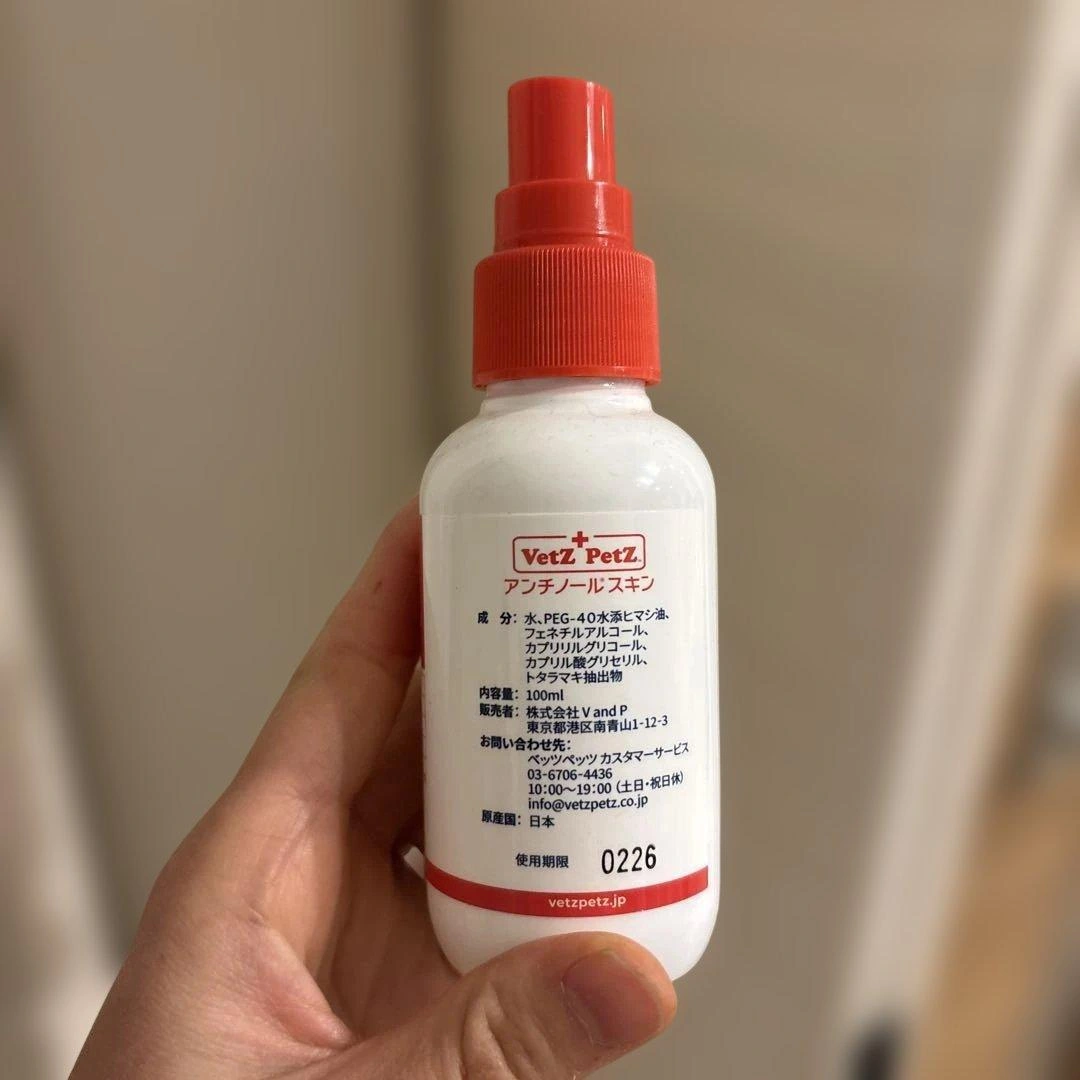 VetZ PetZ™
アンチノール®スキン
成　分： 水、PEG-40水添ヒマシ油、
フェネチルアルコール、
カプリリルグリコール、
カプリル酸グリセリル、
トタラマキ抽出物
内容量： 100ml
販売者： 株式会社 V and P
東京都港区南青山1-12-3
お問い合わせ先：
ベッツペッツ カスタマーサービス
03-6706-4436
10：00～19：00（土日・祝日休）
info@vetzpetz.co.jp
原産国： 日本
使用期限 0226
vetzpetz.jp